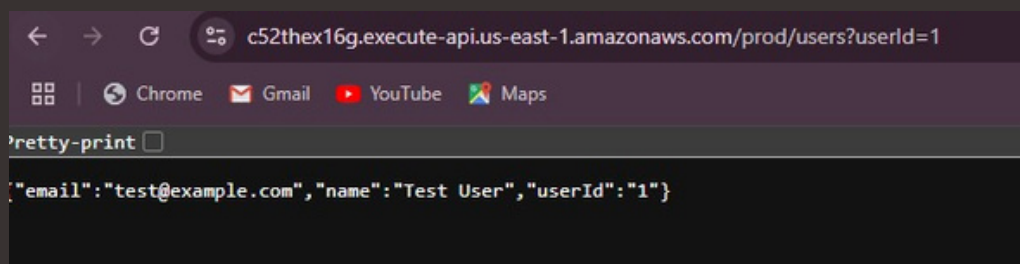 c52thex16g.execute-api.us-east-1.amazonaws.com/prod/users?userId=1
Chrome Gmail YouTube Maps
Pretty-print
{"email":"test@example.com","name":"Test User","userId":"1"}